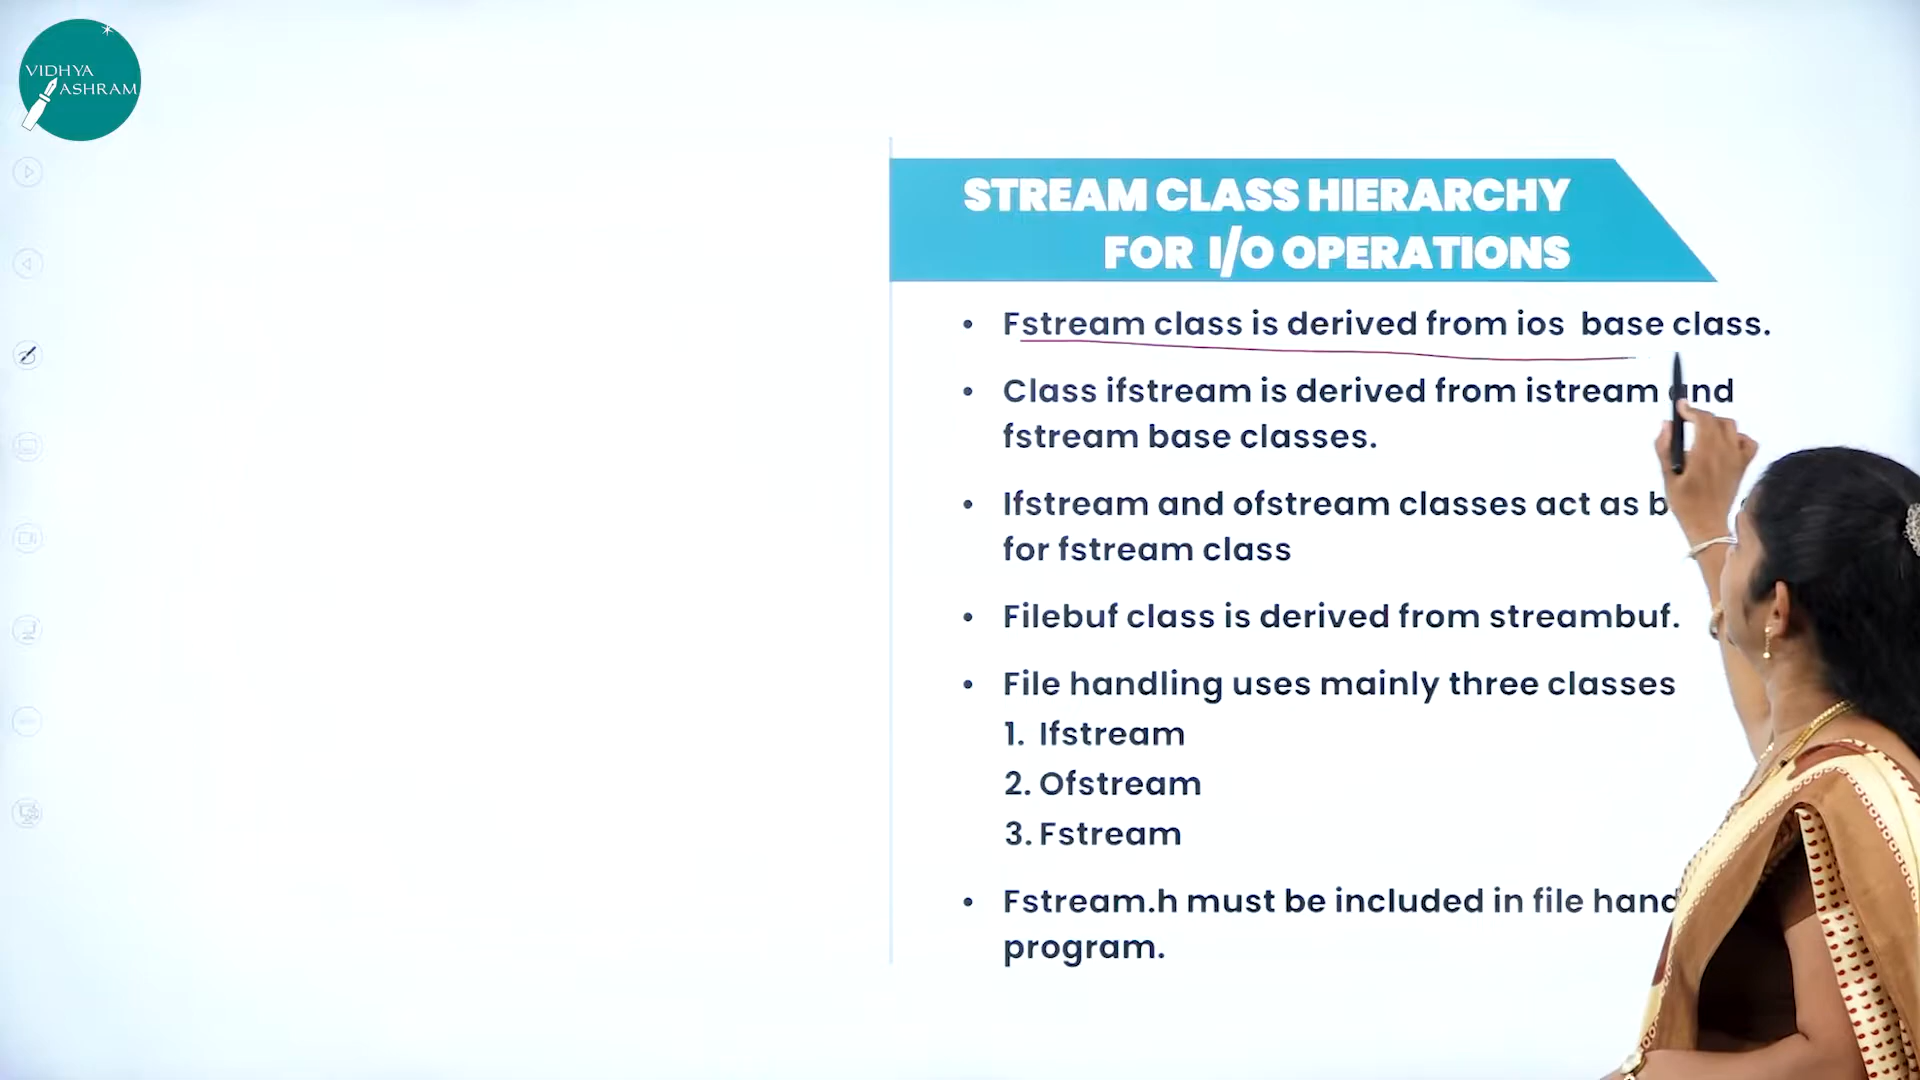 VIDHYA
ASHRAM
STREAM CLASS HIERARCHY
FOR I/O OPERATIONS
• Fstream class is derived from ios base class.
• Class ifstream is derived from istream and
fstream base classes.
• Ifstream and ofstream classes act as
for fstream class
• Filebuf class is derived from streambuf.
• File handling uses mainly three classes
1. Ifstream
2. Ofstream
3. Fstream
• Fstream.h must be included in file
program.